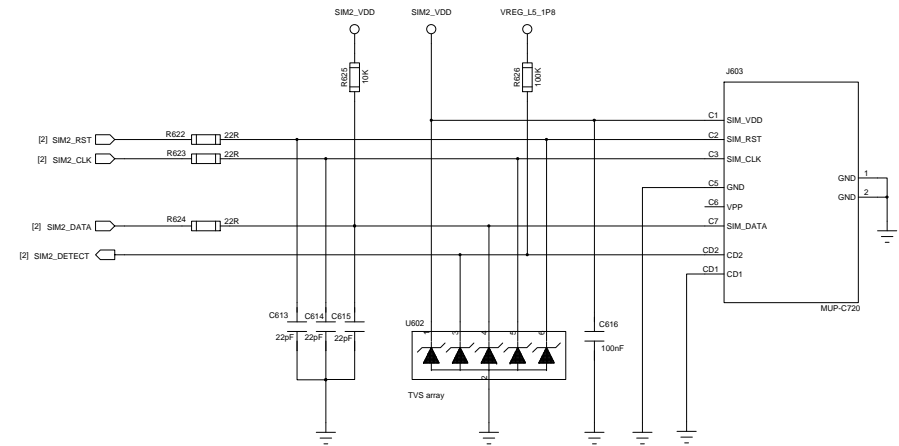 SIM2_VDD
SIM2_VDD
VREG_L5_1P8
R625
10K
R626
100K
J603
C1 SIM_VDD
[2] SIM2_RST R622 22R C2 SIM_RST
[2] SIM2_CLK R623 22R C3 SIM_CLK
C5 GND
GND 1
C6 VPP
GND 2
[2] SIM2_DATA R624 22R C7 SIM_DATA
[2] SIM2_DETECT CD2 CD2
CD1 CD1
MUP-C720
C613 C614 C615
22pF 22pF 22pF
U602
1 3 4 5 6
2
TVS array
C616
100nF